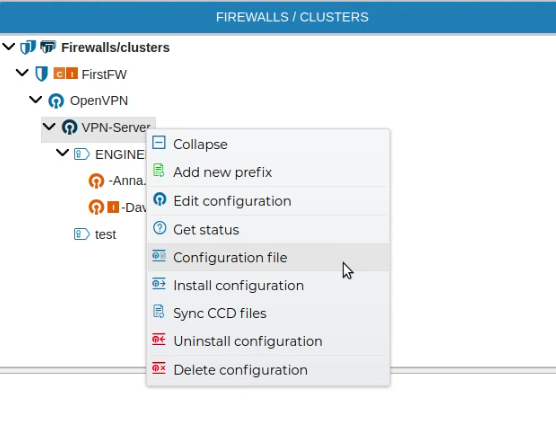 FIREWALLS / CLUSTERS
Firewalls/clusters
C I FirstFW
OpenVPN
VPN-Server
Collapse
ENGINE
Add new prefix
-Anna.
Edit configuration
I
Get status
test
Configuration file
Install configuration
Sync CCD files
Uninstall configuration
Delete configuration